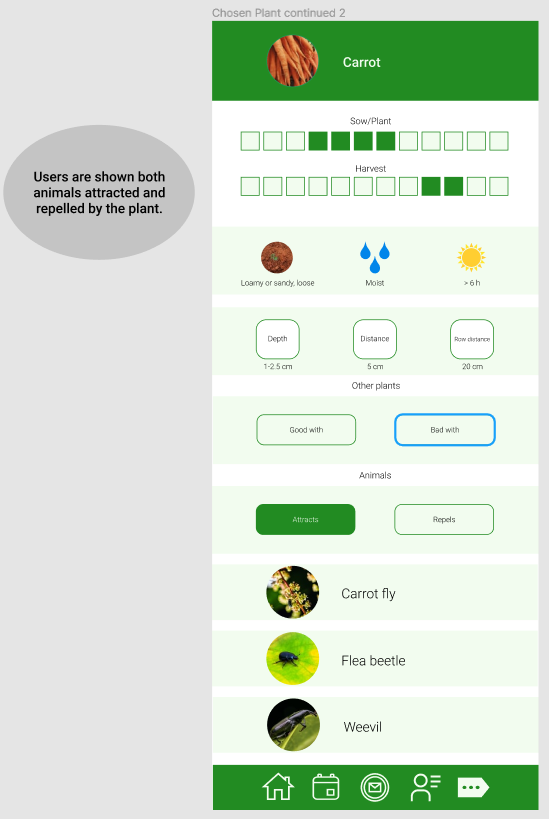 Chosen Plant continued 2
Carrot
Users are shown both
animals attracted and
repelled by the plant.
Sow/Plant
Harvest
Loamy or sandy, loose
Moist
> 6 h
Depth
Distance
Row distance
1-2.5 cm
5 cm
20 cm
Other plants
Good with
Bad with
Animals
Attracts
Repels
Carrot fly
Flea beetle
Weevil